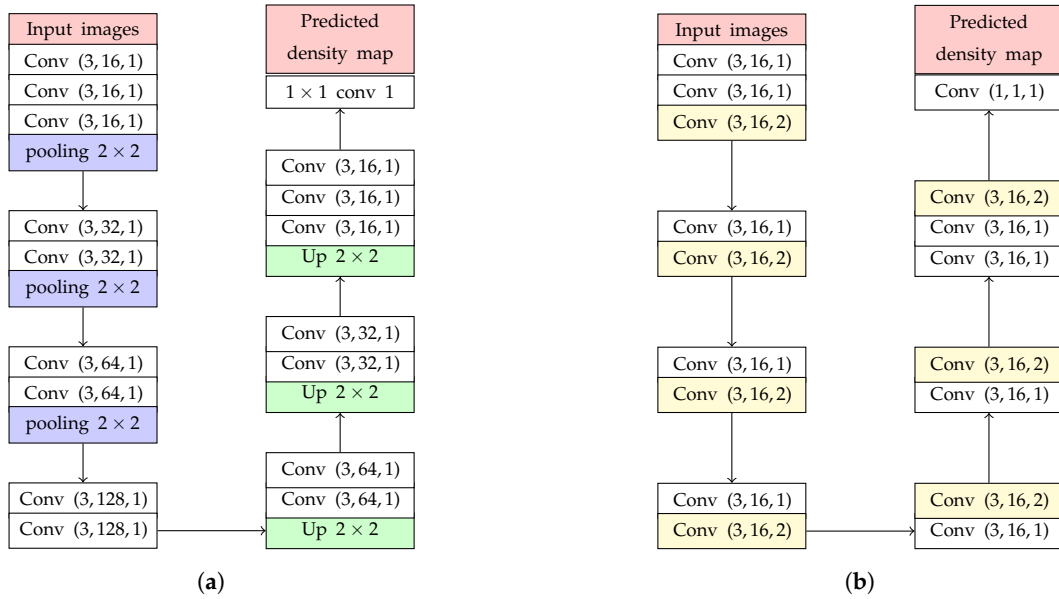 Input images
Conv (3, 16, 1)
Conv (3, 16, 1)
Conv (3, 16, 1)
pooling 2 × 2
Conv (3, 32, 1)
Conv (3, 32, 1)
pooling 2 × 2
Conv (3, 64, 1)
Conv (3, 64, 1)
pooling 2 × 2
Conv (3, 128, 1)
Conv (3, 128, 1)
Predicted
density map
1 × 1 conv 1
Conv (3, 16, 1)
Conv (3, 16, 1)
Conv (3, 16, 1)
Up 2 × 2
Conv (3, 32, 1)
Conv (3, 32, 1)
Up 2 × 2
Conv (3, 64, 1)
Conv (3, 64, 1)
Up 2 × 2
(a)
Input images
Conv (3, 16, 1)
Conv (3, 16, 1)
Conv (3, 16, 2)
Conv (3, 16, 1)
Conv (3, 16, 2)
Conv (3, 16, 1)
Conv (3, 16, 2)
Conv (3, 16, 1)
Conv (3, 16, 2)
Predicted
density map
Conv (1, 1, 1)
Conv (3, 16, 2)
Conv (3, 16, 1)
Conv (3, 16, 1)
Conv (3, 16, 2)
Conv (3, 16, 1)
Conv (3, 16, 2)
Conv (3, 16, 1)
(b)